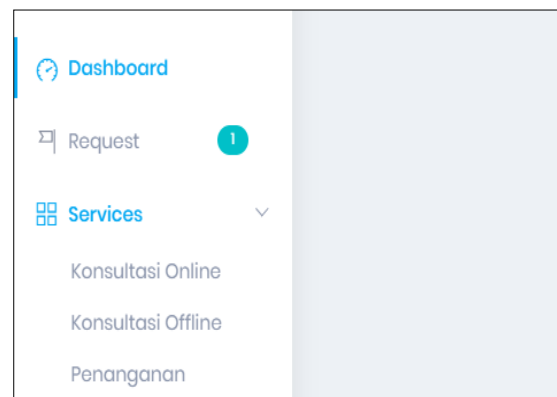 Dashboard
Request 1
Services
Konsultasi Online
Konsultasi Offline
Penanganan